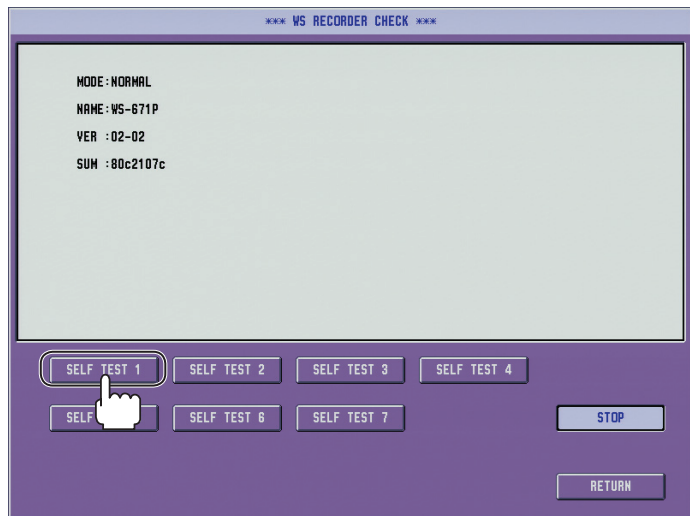 *** WS RECORDER CHECK ***
MODE:NORMAL
NAME:WS-671P
VER :02-02
SUM :80c2107c
SELF TEST 1 SELF TEST 2 SELF TEST 3 SELF TEST 4
SELF SELF TEST 6 SELF TEST 7 STOP
RETURN